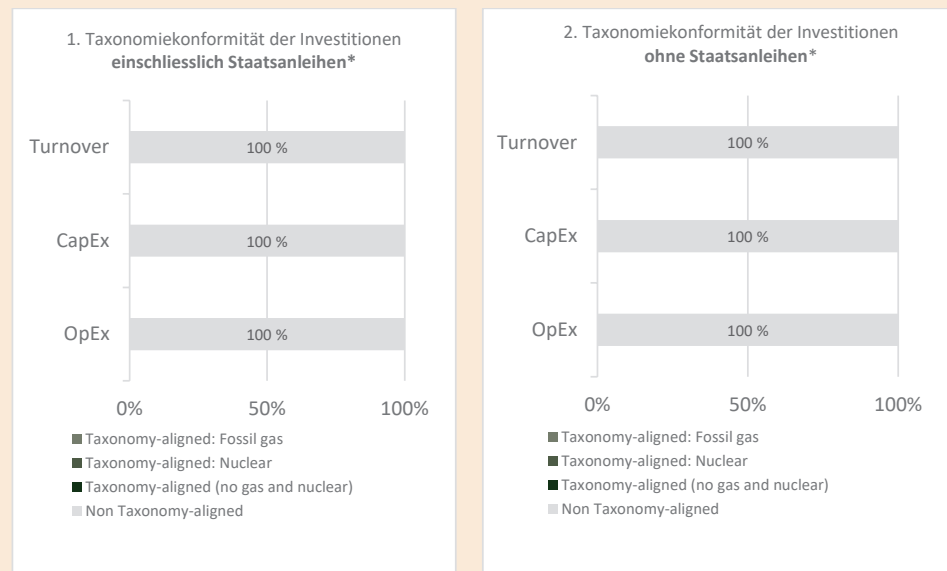 1. Taxonomiekonformität der Investitionen
einschliesslich Staatsanleihen*
Turnover
100 %
CapEx
100 %
OpEx
100 %
0%
50%
100%
Taxonomy-aligned: Fossil gas
Taxonomy-aligned: Nuclear
Taxonomy-aligned (no gas and nuclear)
Non Taxonomy-aligned
2. Taxonomiekonformität der Investitionen
ohne Staatsanleihen*
Turnover
100 %
CapEx
100 %
OpEx
100 %
0%
50%
100%
Taxonomy-aligned: Fossil gas
Taxonomy-aligned: Nuclear
Taxonomy-aligned (no gas and nuclear)
Non Taxonomy-aligned